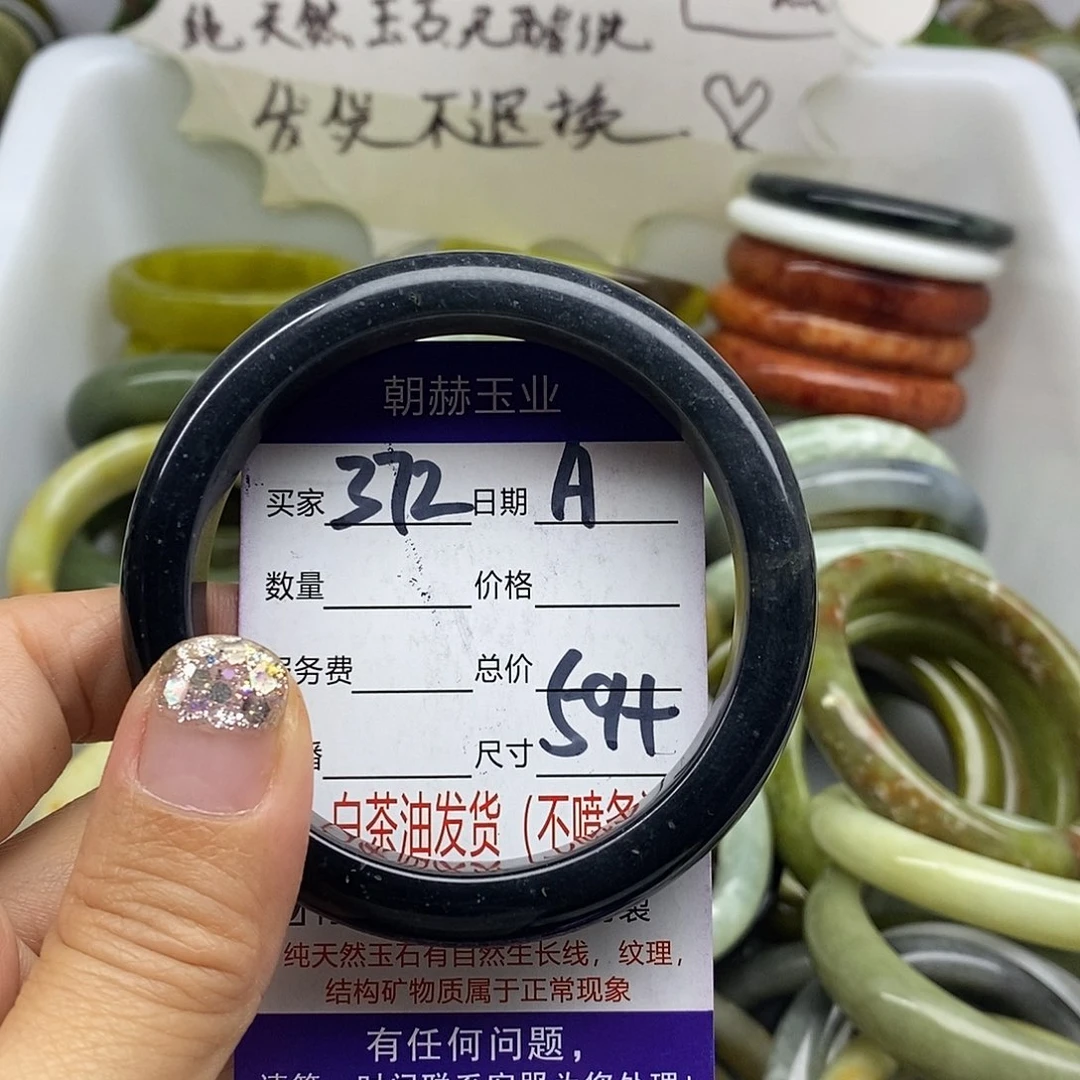 纯天然玉石无酸洗
发货不退换
朝赫玉业
买家 372 日期 A
数量 价格
务费 总价
播 尺寸 59+
白茶油发货（不喷
纯天然玉石有自然生长线，纹理，
结构矿物质属于正常现象
有任何问题，